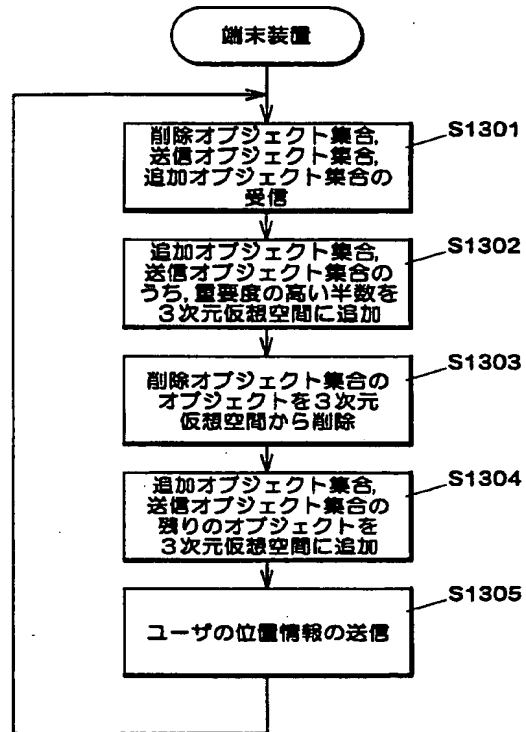 端末装置
S1301
削除オブジェクト集合,
送信オブジェクト集合,
追加オブジェクト集合の
受信
S1302
追加オブジェクト集合,
送信オブジェクト集合の
うち,重要度の高い半数を
3次元仮想空間に追加
S1303
削除オブジェクト集合の
オブジェクトを3次元
仮想空間から削除
S1304
追加オブジェクト集合,
送信オブジェクト集合の
残りのオブジェクトを
3次元仮想空間に追加
S1305
ユーザの位置情報の送信